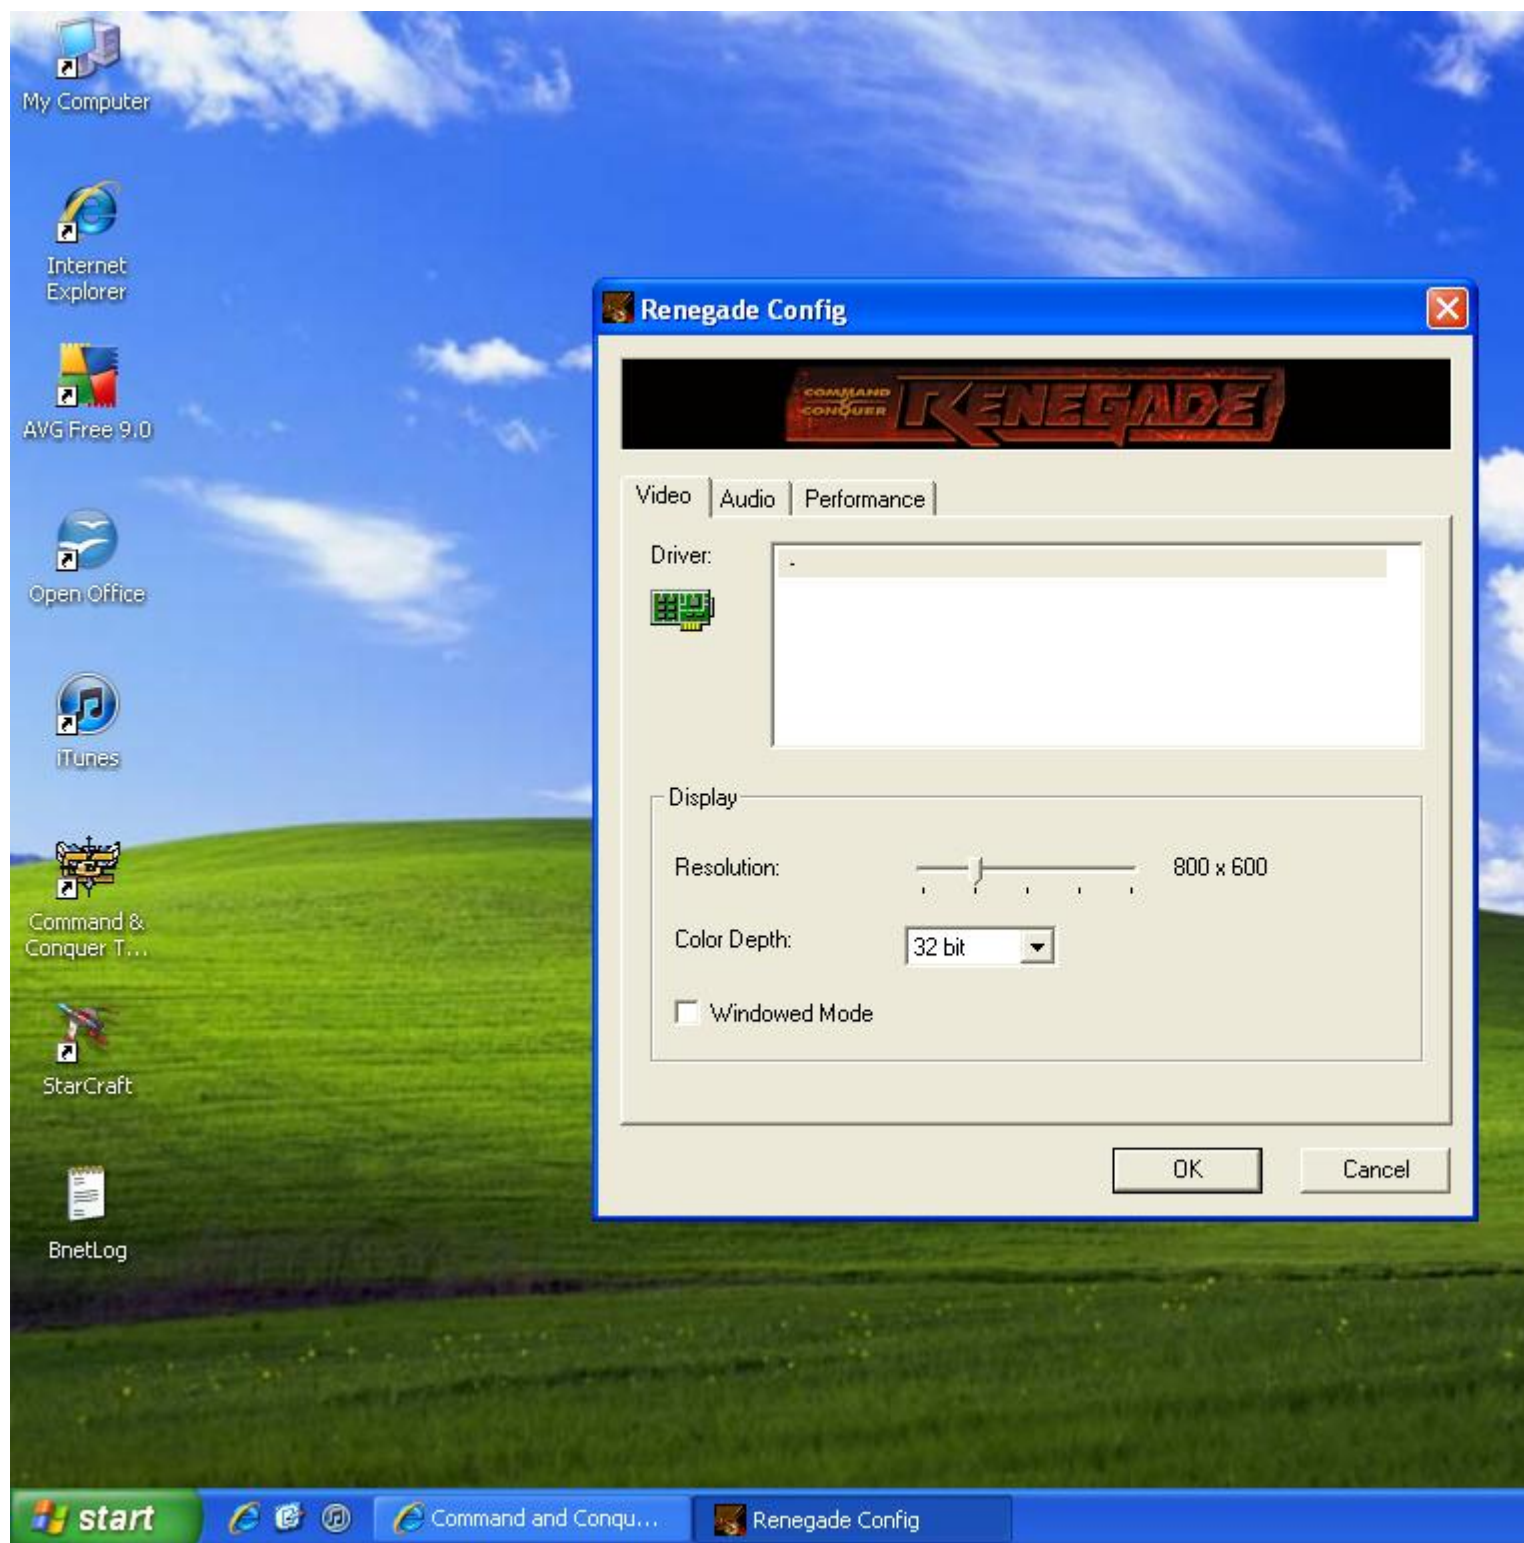 My Computer
Internet
Explorer
AVG Free 9.0
Open Office
iTunes
Command &
Conquer T...
StarCraft
BnetLog
Renegade Config
COMMAND
&
CONQUER
RENEGADE
Video
Audio
Performance
Driver:
-
Display
Resolution:
800 x 600
Color Depth:
32 bit
Windowed Mode
OK
Cancel
start
Command and Conqu...
Renegade Config